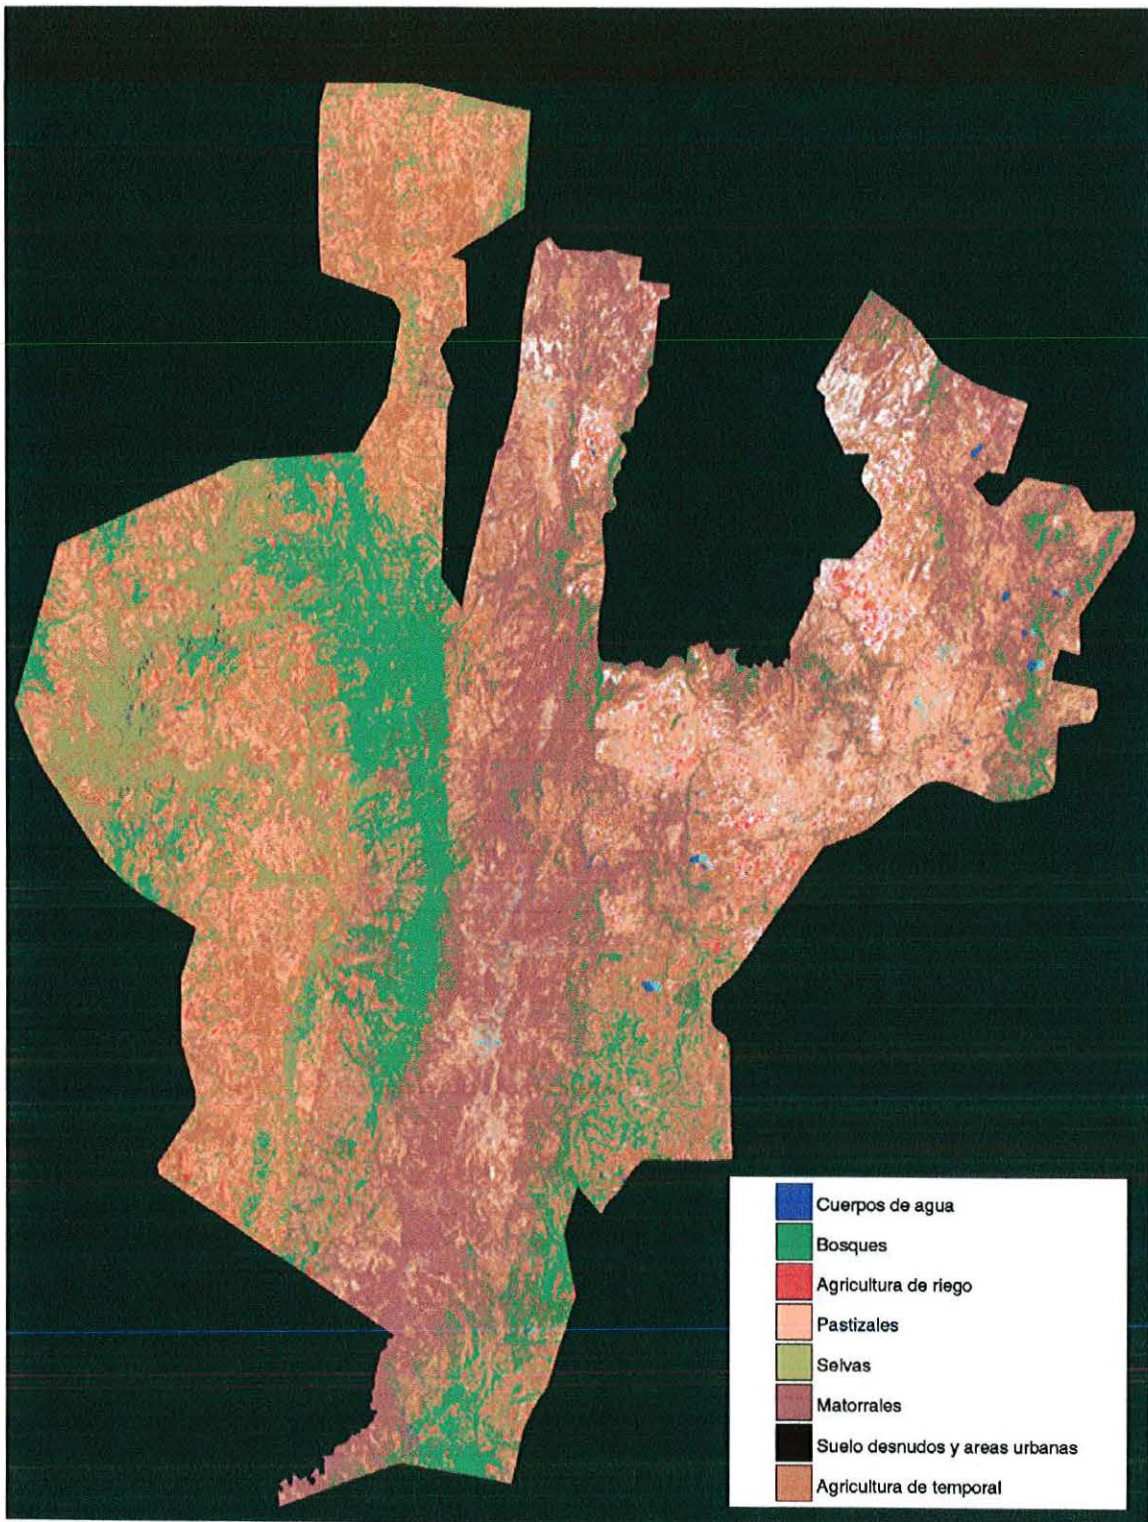 Cuerpos de agua
Bosques
Agricultura de riego
Pastizales
Selvas
Matorrales
Suelo desnudos y areas urbanas
Agricultura de temporal